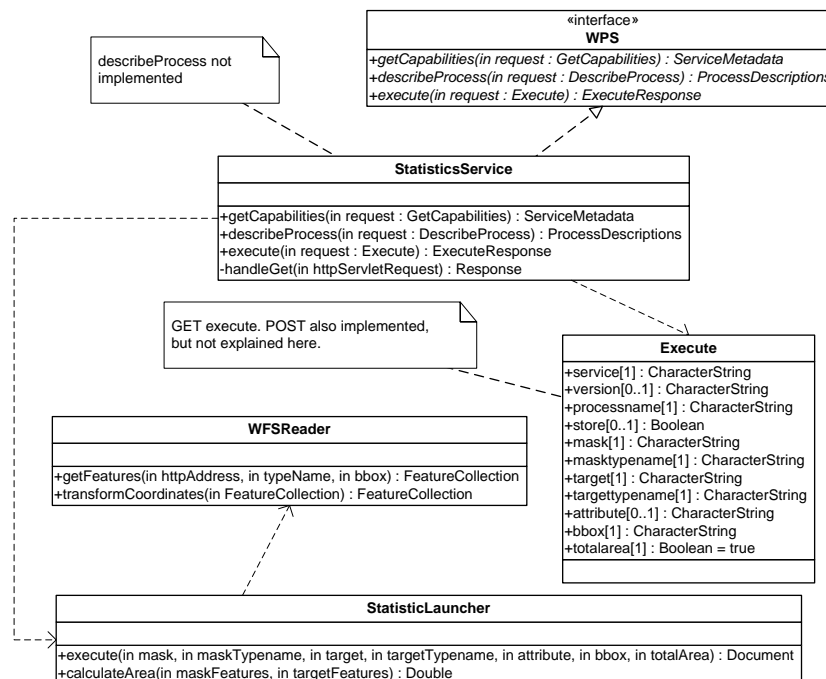 «interface»
WPS
+getCapabilities(in request : GetCapabilities) : ServiceMetadata
+describeProcess(in request : DescribeProcess) : ProcessDescriptions
+execute(in request : Execute) : ExecuteResponse
describeProcess not
implemented
StatisticsService
+getCapabilities(in request : GetCapabilities) : ServiceMetadata
+describeProcess(in request : DescribeProcess) : ProcessDescriptions
+execute(in request : Execute) : ExecuteResponse
-handleGet(in httpServletRequest) : Response
GET execute. POST also implemented,
but not explained here.
Execute
+service[1] : CharacterString
+version[0..1] : CharacterString
+processname[1] : CharacterString
+store[0..1] : Boolean
+mask[1] : CharacterString
+masktypename[1] : CharacterString
+target[1] : CharacterString
+targettypename[1] : CharacterString
+attribute[0..1] : CharacterString
+bbox[1] : CharacterString
+totalarea[1] : Boolean = true
WFSReader
+getFeatures(in httpAddress, in typeName, in bbox) : FeatureCollection
+transformCoordinates(in FeatureCollection) : FeatureCollection
StatisticLauncher
+execute(in mask, in maskTypename, in target, in targetTypename, in attribute, in bbox, in totalArea) : Document
+calculateArea(in maskFeatures, in targetFeatures) : Double